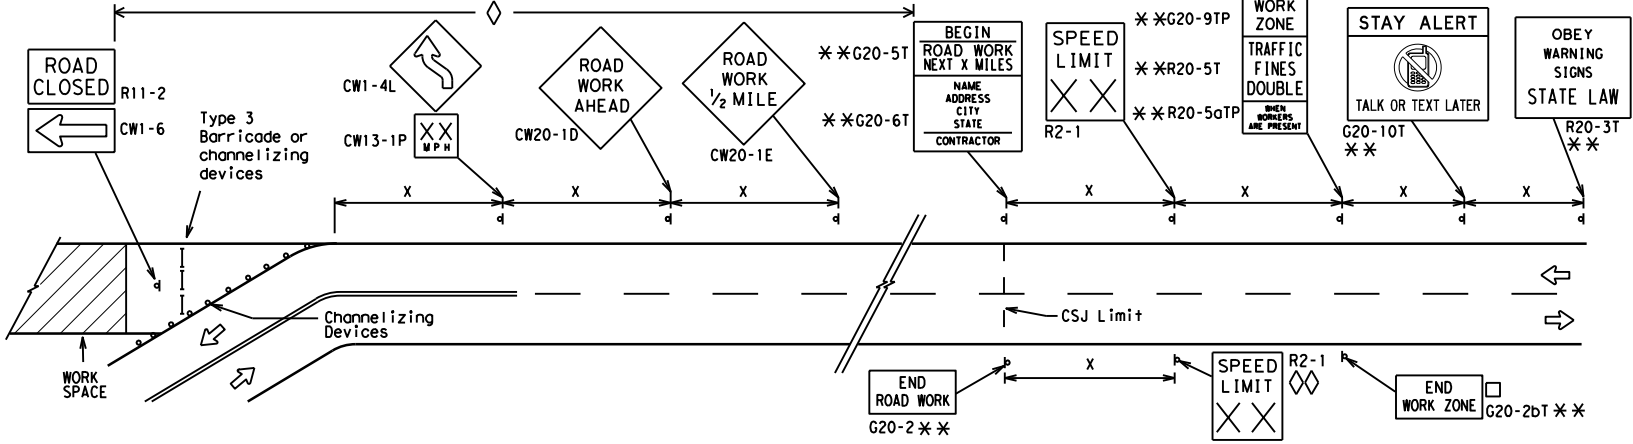 ROAD
CLOSED
R11-2
CW1-6
Type 3
Barricade or
channelizing
devices
CW1-4L
XX
MPH
CW13-1P
ROAD
WORK
AHEAD
CW20-1D
ROAD
WORK
1/2 MILE
CW20-1E
**G20-5T
**G20-6T
BEGIN
ROAD WORK
NEXT X MILES
NAME
ADDRESS
CITY
STATE
CONTRACTOR
SPEED
LIMIT
XX
R2-1
**G20-9TP
**R20-5T
**R20-5aTP
WORK
ZONE
TRAFFIC
FINES
DOUBLE
WHEN
WORKERS
ARE PRESENT
STAY ALERT
TALK OR TEXT LATER
G20-10T
**
OBEY
WARNING
SIGNS
STATE LAW
R20-3T
**
X X X X X X X
Channelizing
Devices
CSJ Limit
WORK
SPACE
END
ROAD WORK
G20-2 **
X
SPEED
LIMIT
XX
R2-1
END
WORK ZONE
G20-2bT **